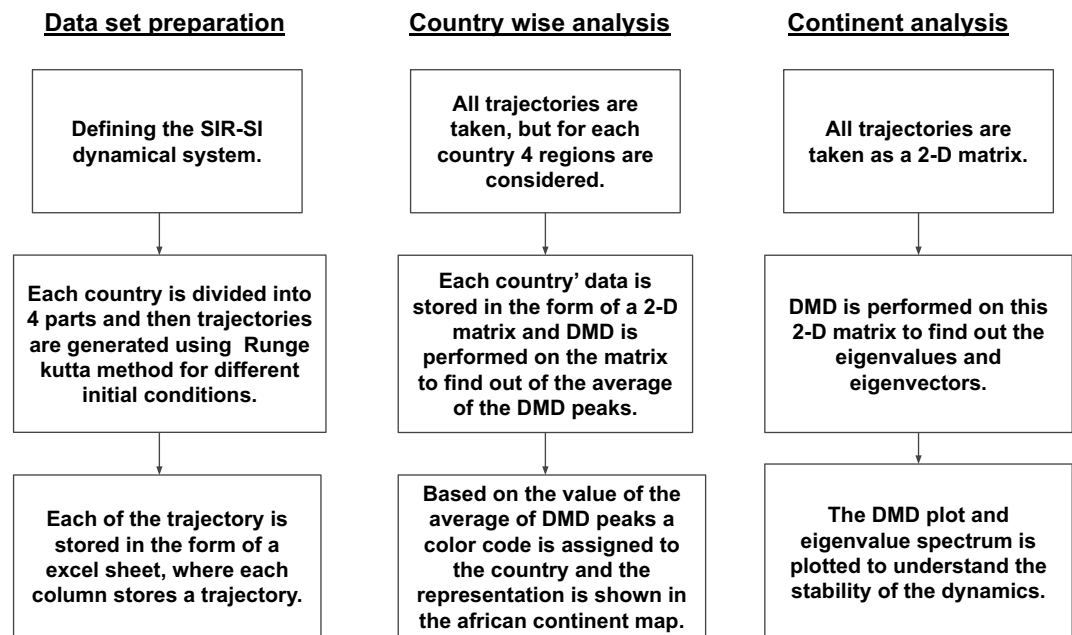 Data set preparation
Defining the SIR-SI
dynamical system.
Each country is divided into
4 parts and then trajectories
are generated using Runge
kutta method for different
initial conditions.
Each of the trajectory is
stored in the form of a
excel sheet, where each
column stores a trajectory.
Country wise analysis
All trajectories are
taken, but for each
country 4 regions are
considered.
Each country' data is
stored in the form of a 2-D
matrix and DMD is
performed on the matrix
to find out of the average
of the DMD peaks.
Based on the value of the
average of DMD peaks a
color code is assigned to
the country and the
representation is shown in
the african continent map.
Continent analysis
All trajectories are
taken as a 2-D matrix.
DMD is performed on this
2-D matrix to find out the
eigenvalues and
eigenvectors.
The DMD plot and
eigenvalue spectrum is
plotted to understand the
stability of the dynamics.